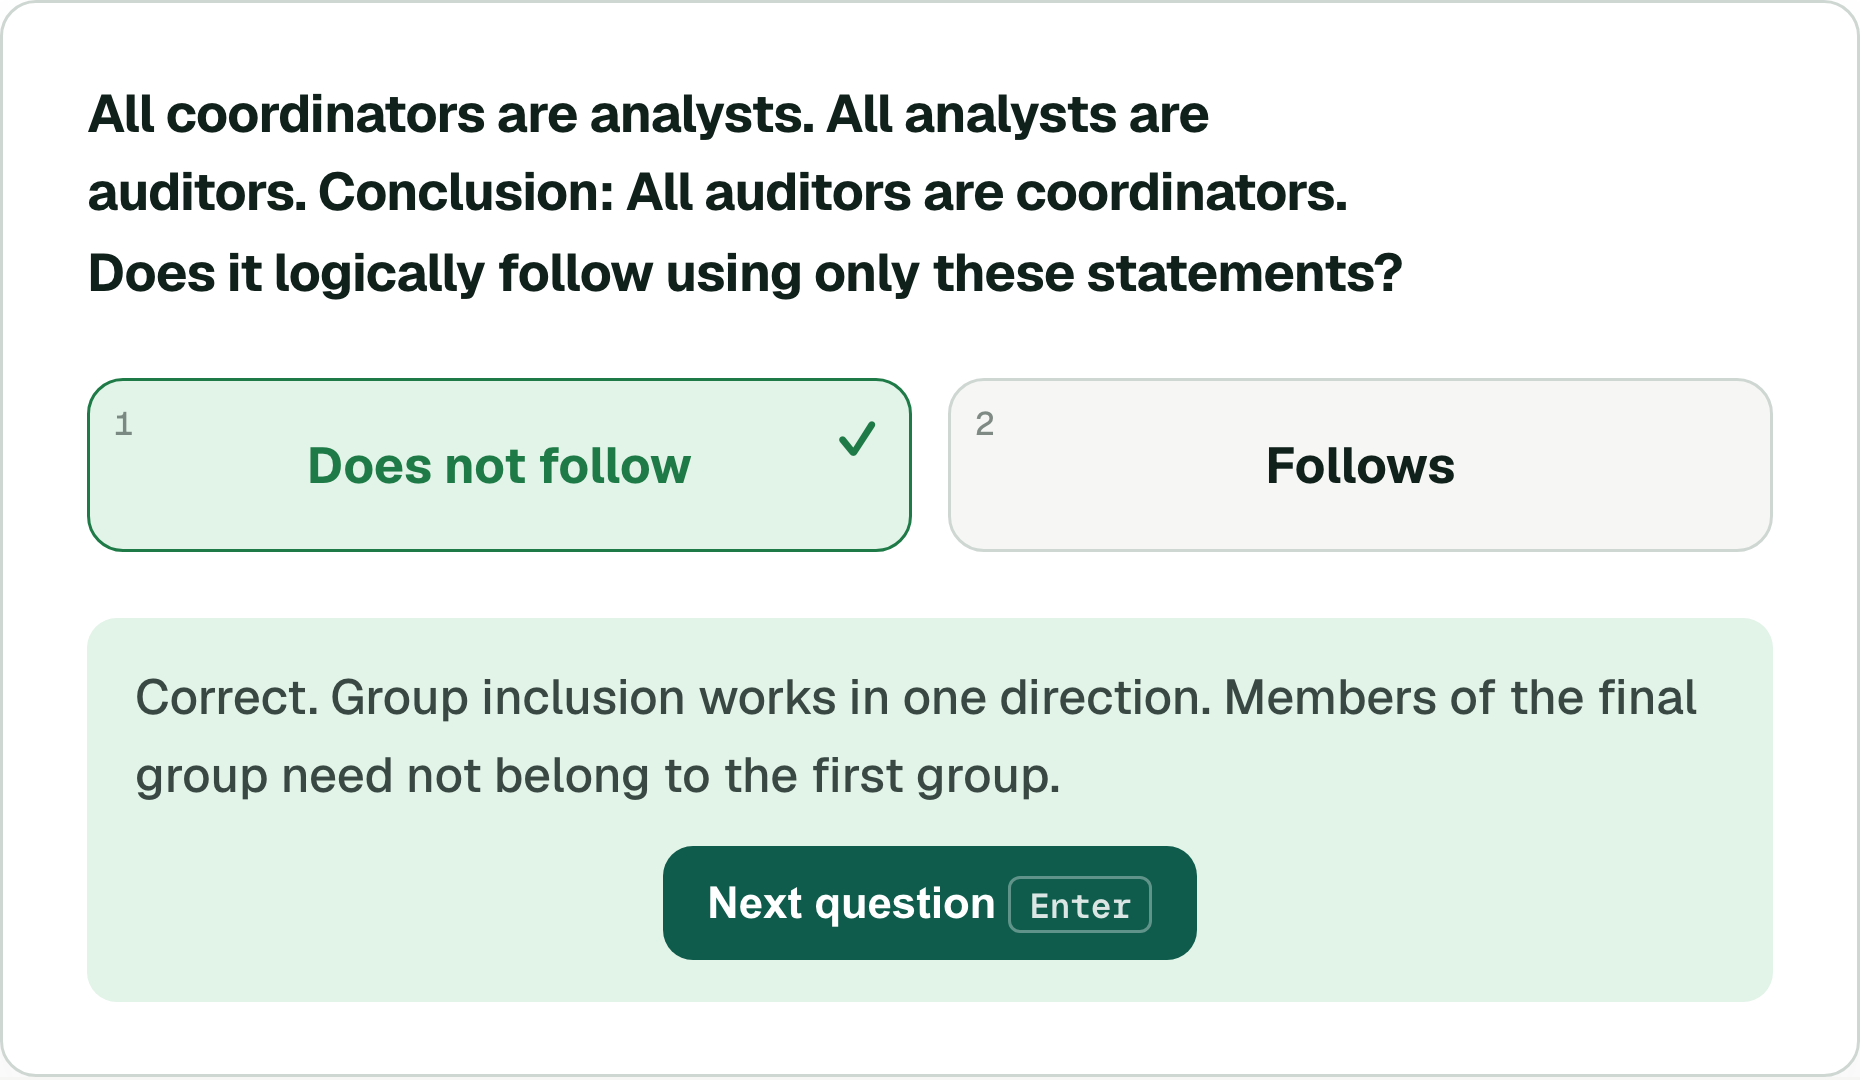 All coordinators are analysts. All analysts are
auditors. Conclusion: All auditors are coordinators.
Does it logically follow using only these statements?
1
Does not follow
2
Follows
Correct. Group inclusion works in one direction. Members of the final
group need not belong to the first group.
Next question Enter